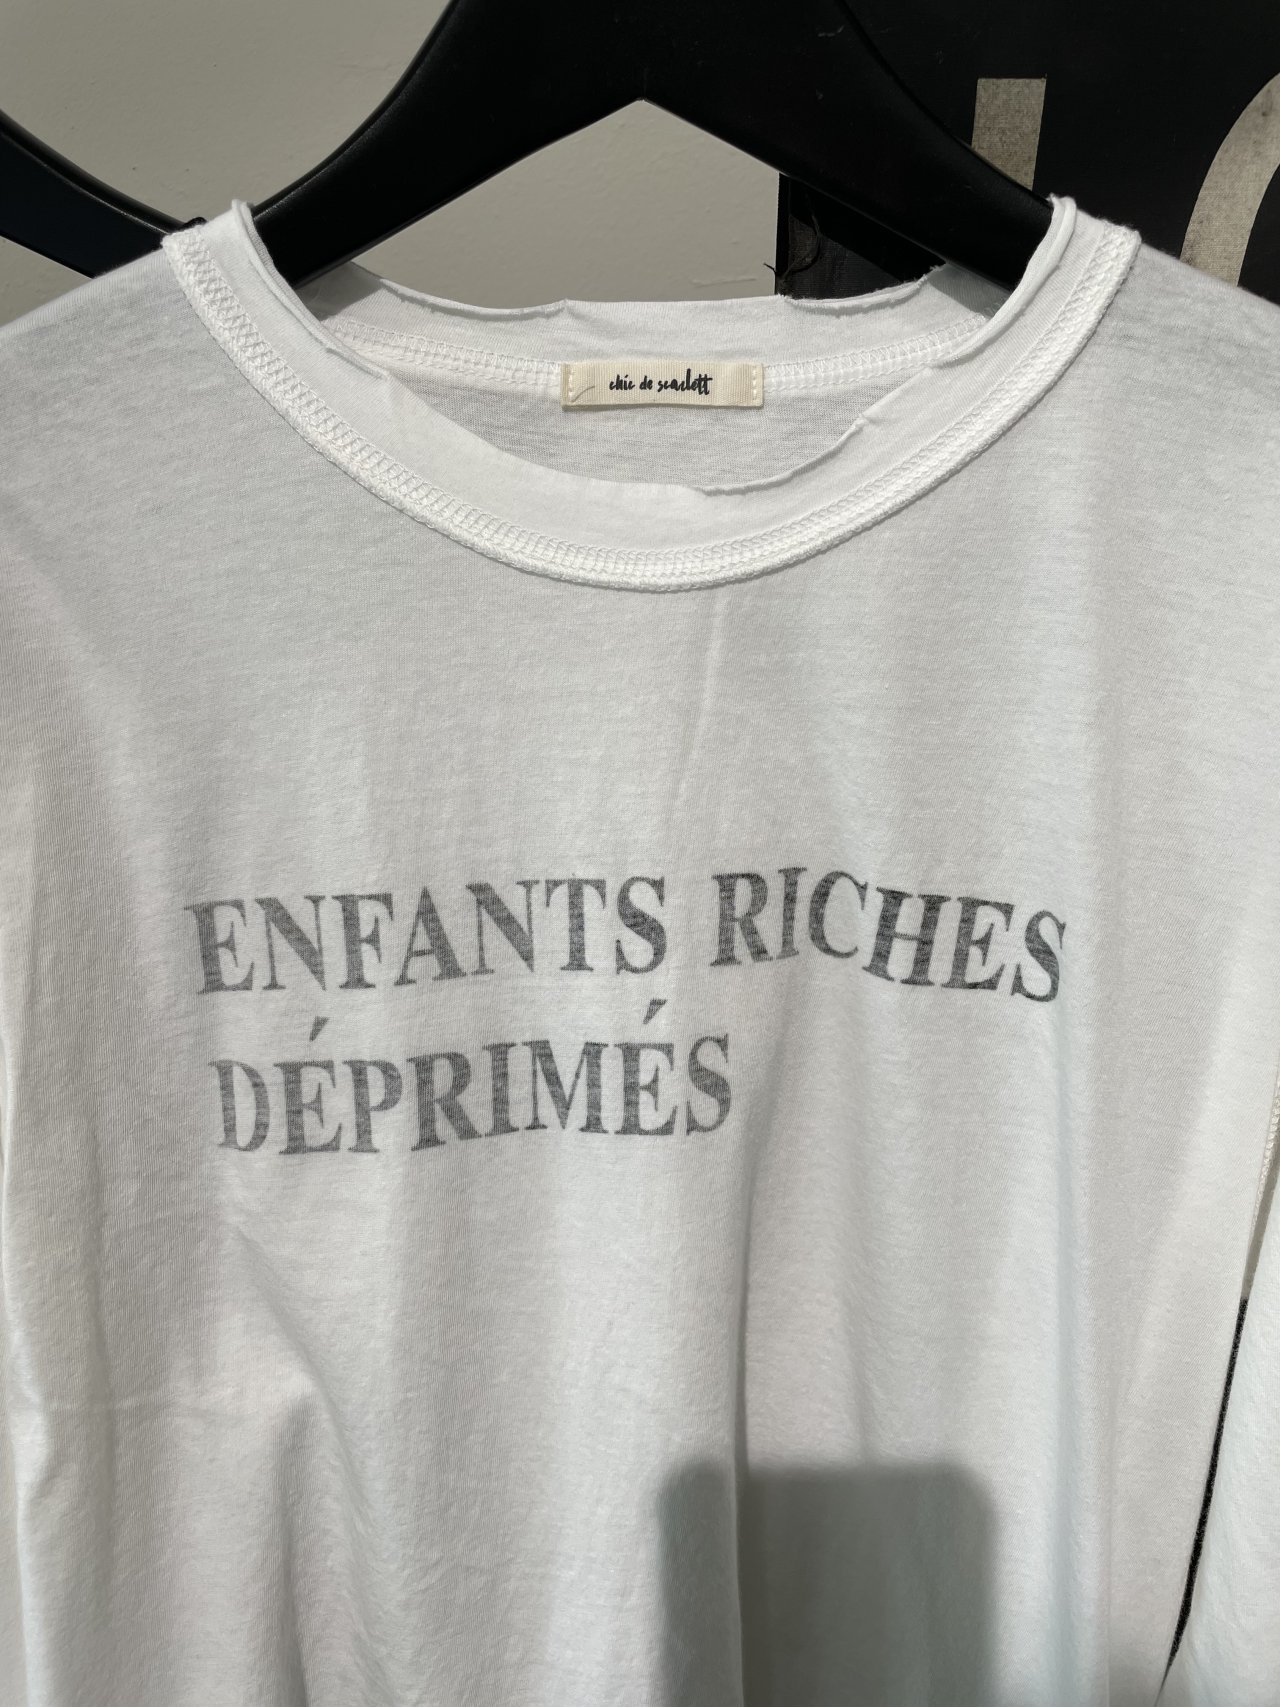 chic de scarlett
ENFANTS RICHES
DÉPRIMÉS